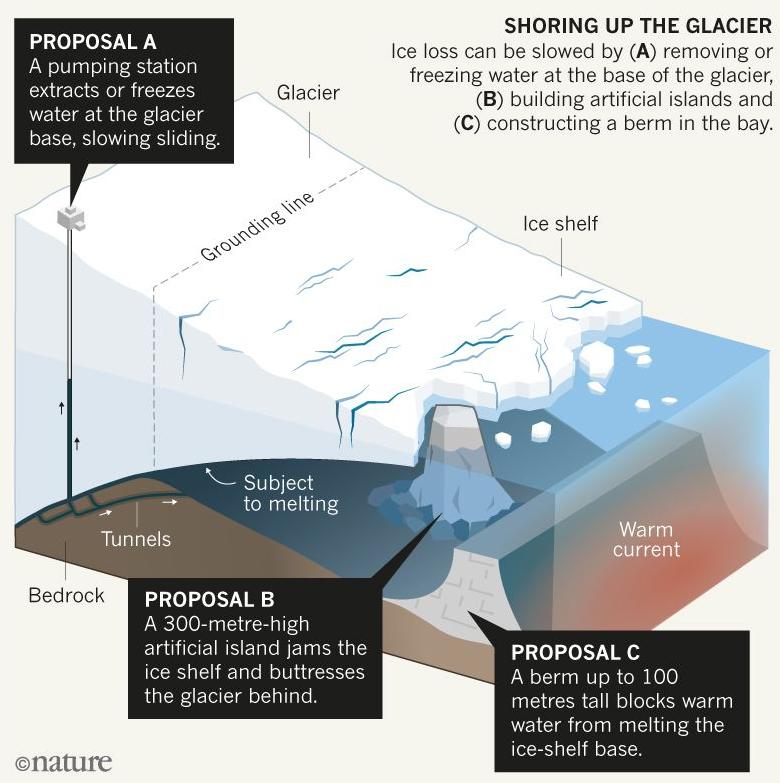 PROPOSAL A
A pumping station
extracts or freezes
water at the glacier
base, slowing sliding.
SHORING UP THE GLACIER
Ice loss can be slowed by (A) removing or
freezing water at the base of the glacier,
(B) building artificial islands and
(C) constructing a berm in the bay.
Glacier
Grounding line
Ice shelf
Subject
to melting
Tunnels
Warm
current
Bedrock
PROPOSAL B
A 300-metre-high
artificial island jams the
ice shelf and buttresses
the glacier behind.
PROPOSAL C
A berm up to 100
metres tall blocks warm
water from melting the
ice-shelf base.
©nature